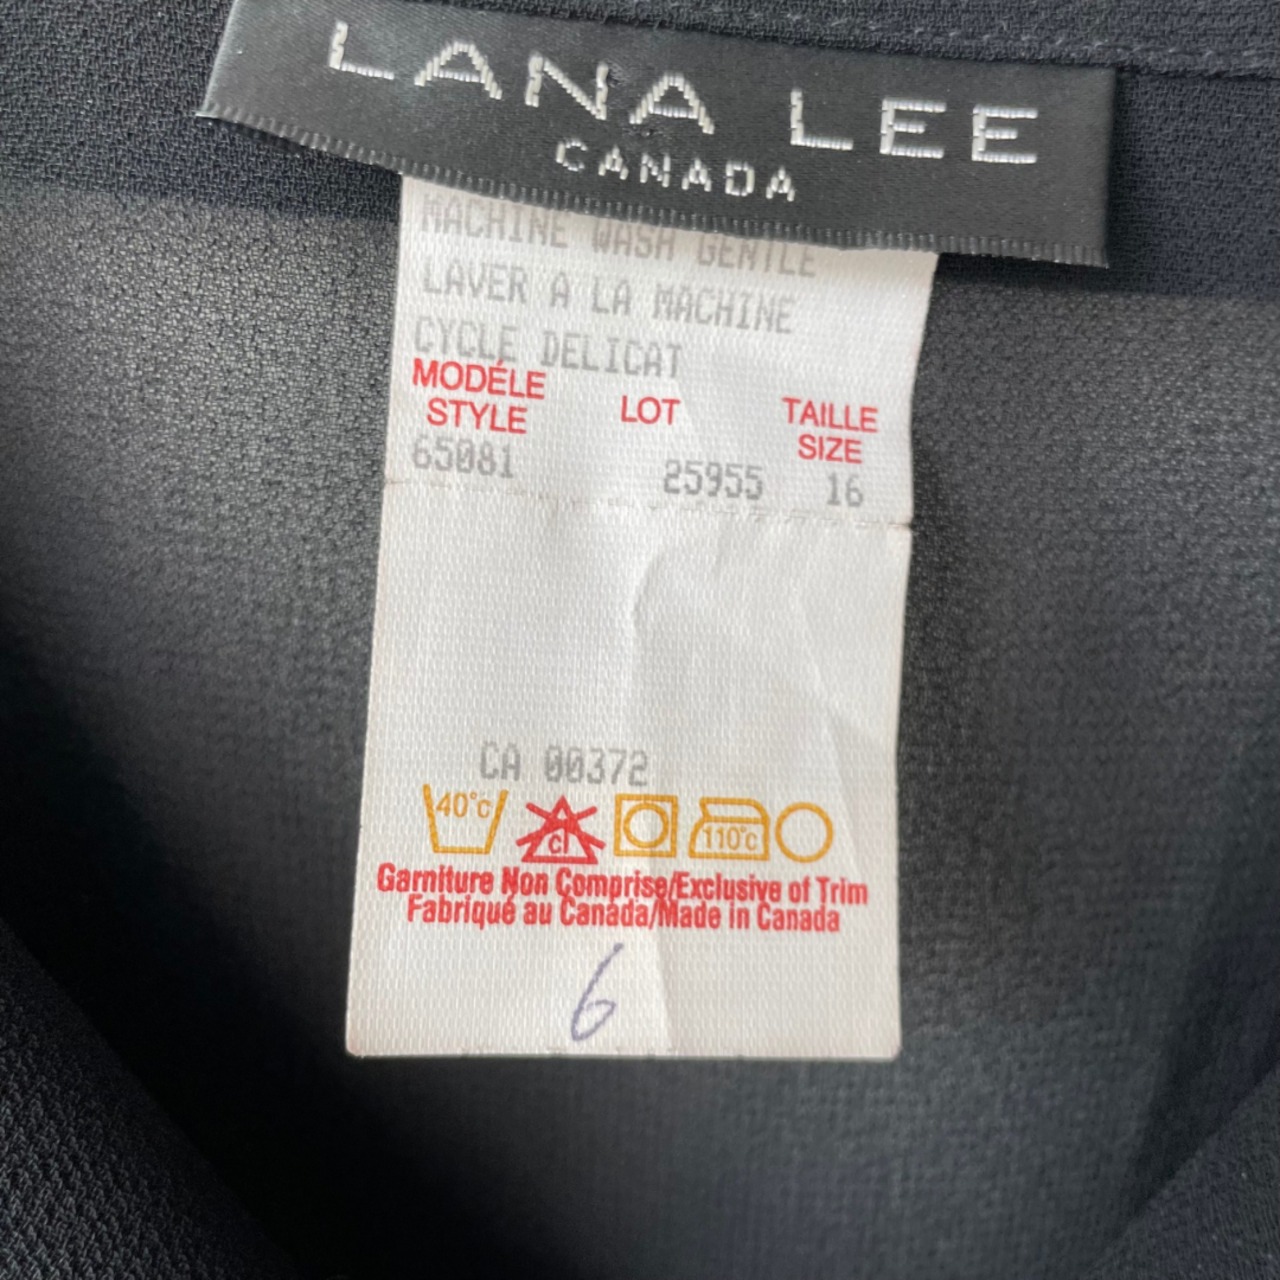 LANA LEE
CANADA
MACHINE WASH GENTLE
LAVER A LA MACHINE
CYCLE DELICAT
MODÉLE LOT TAILLE
STYLE SIZE
65081 25955 16
CA 00372
40°c cl 110°c
Garniture Non Comprise/Exclusive of Trim
Fabriqué au Canada/Made in Canada
6